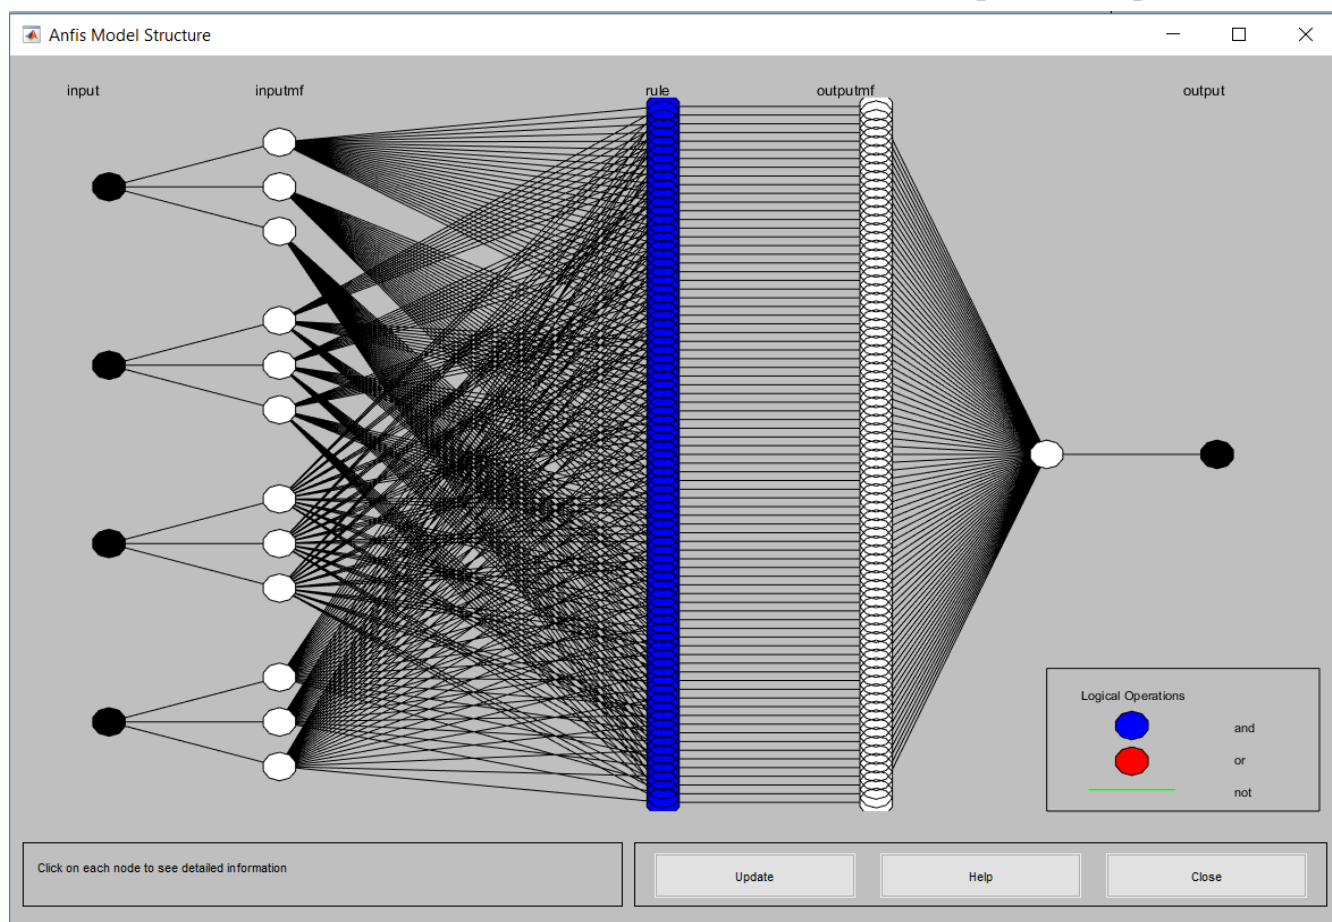 Anfis Model Structure
input inputmf rule outputmf output
Logical Operations
and
or
not
Click on each node to see detailed information
Update Help Close